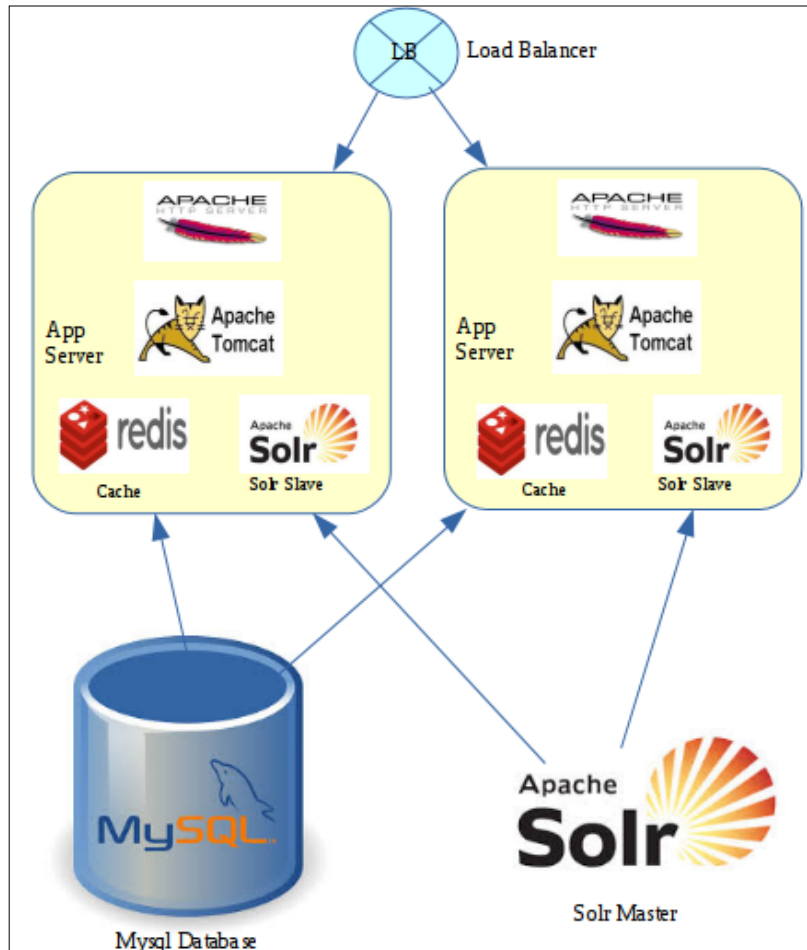 LB
Load Balancer
APACHE
HTTP SERVER
Apache
Tomcat
App
Server
redis
Cache
Apache
Solr
Solr Slave
APACHE
HTTP SERVER
Apache
Tomcat
App
Server
redis
Cache
Apache
Solr
Solr Slave
MySQL
Mysql Database
Apache
Solr
Solr Master